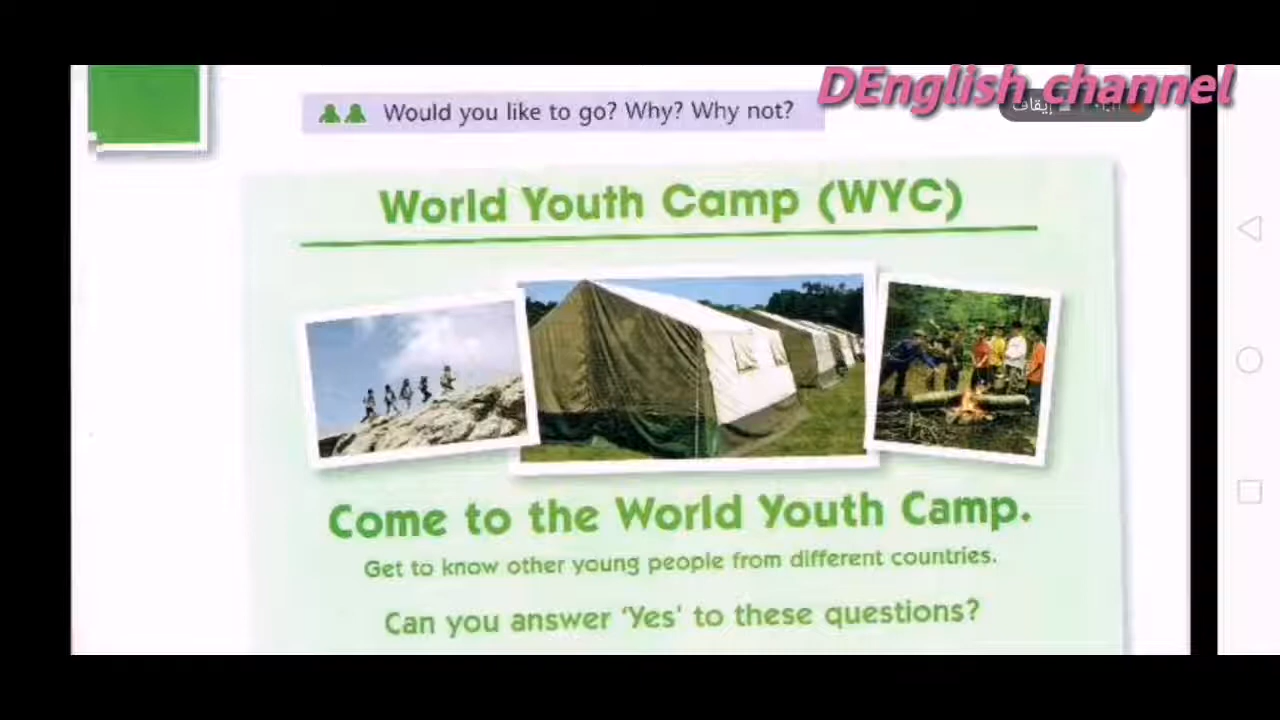 DEnglish channel
إيقاف
Would you like to go? Why? Why not?
World Youth Camp (WYC)
Come to the World Youth Camp.
Get to know other young people from different countries.
Can you answer 'Yes' to these questions?